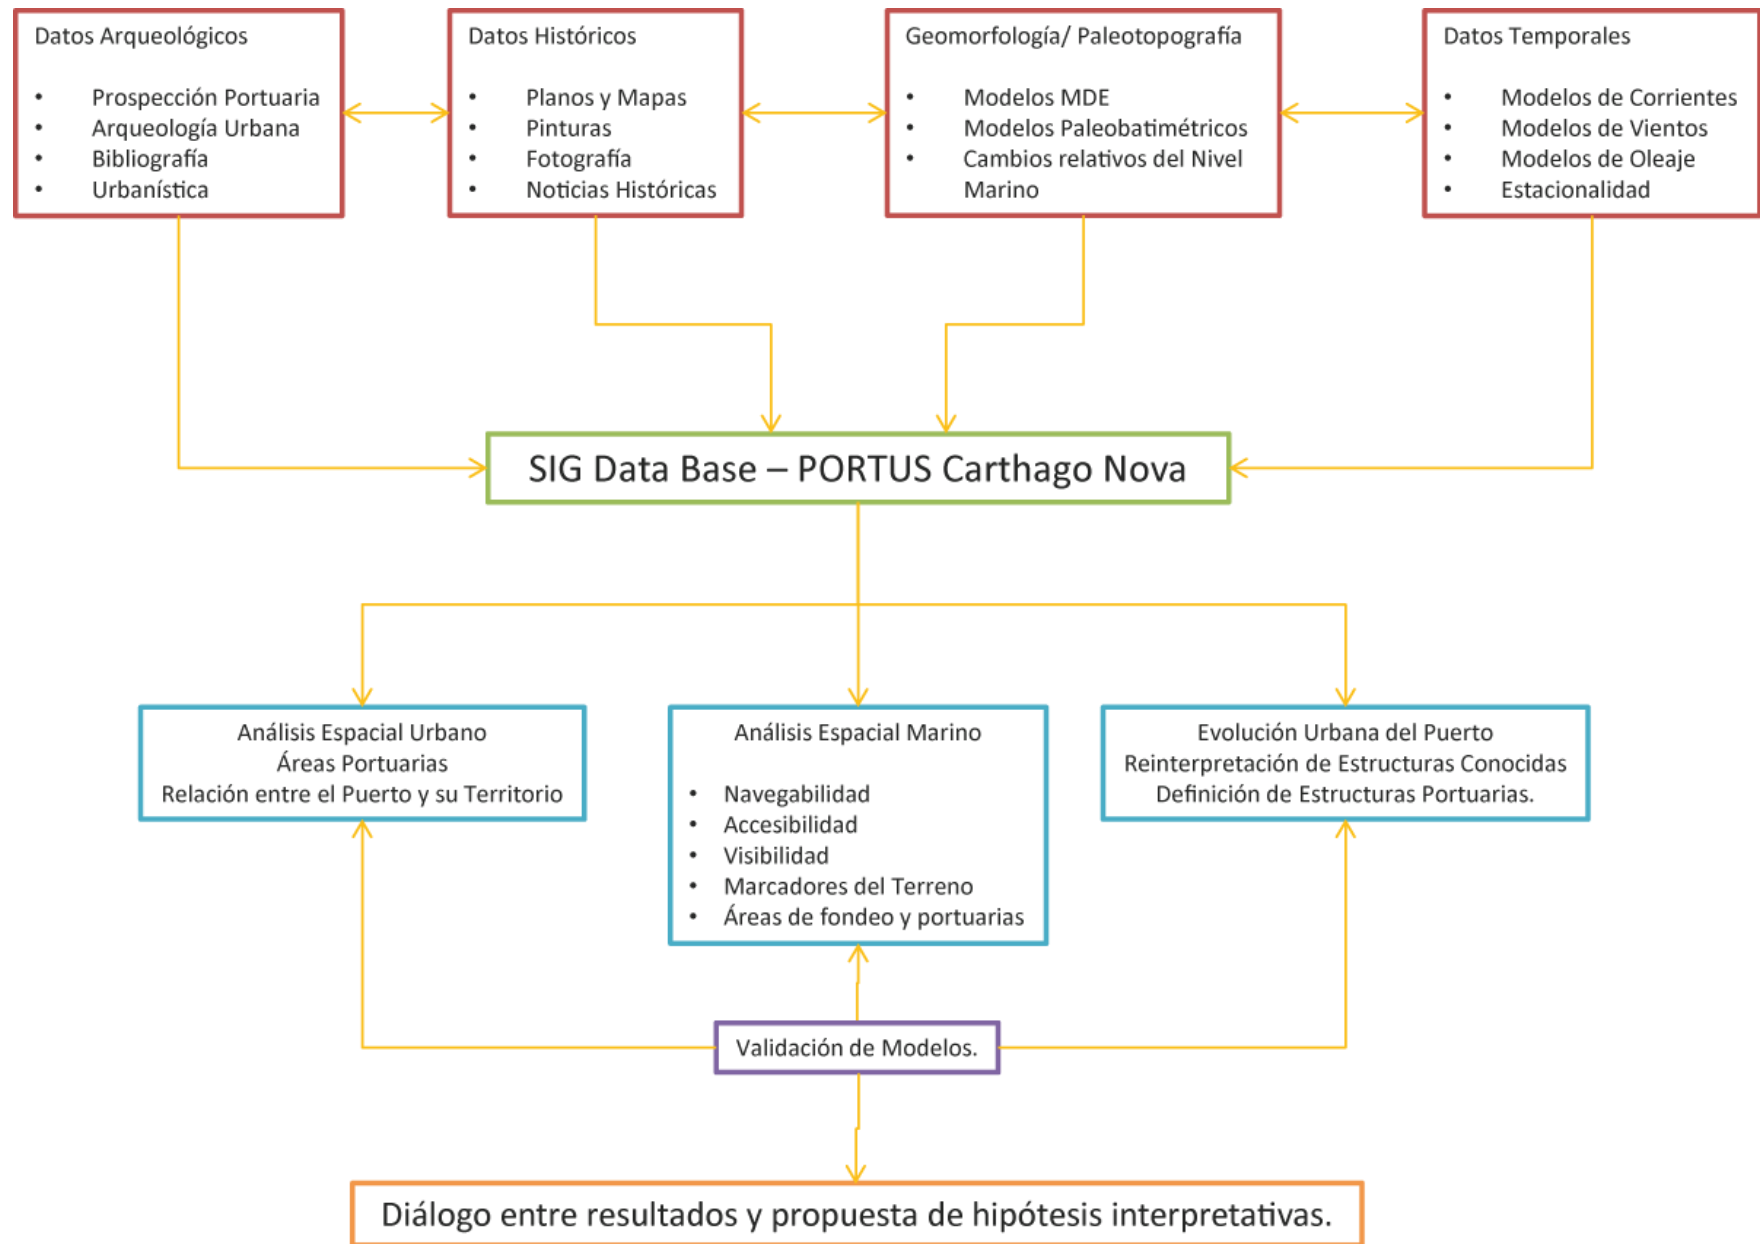 Datos Arqueológicos
• Prospección Portuaria
• Arqueología Urbana
• Bibliografía
• Urbanística
Datos Históricos
• Planos y Mapas
• Pinturas
• Fotografía
• Noticias Históricas
Geomorfología/ Paleotopografía
• Modelos MDE
• Modelos Paleobatimétricos
• Cambios relativos del Nivel
Marino
Datos Temporales
• Modelos de Corrientes
• Modelos de Vientos
• Modelos de Oleaje
• Estacionalidad
SIG Data Base – PORTUS Carthago Nova
Análisis Espacial Urbano
Áreas Portuarias
Relación entre el Puerto y su Territorio
Análisis Espacial Marino
• Navegabilidad
• Accesibilidad
• Visibilidad
• Marcadores del Terreno
• Áreas de fondeo y portuarias
Evolución Urbana del Puerto
Reinterpretación de Estructuras Conocidas
Definición de Estructuras Portuarias.
Validación de Modelos.
Diálogo entre resultados y propuesta de hipótesis interpretativas.